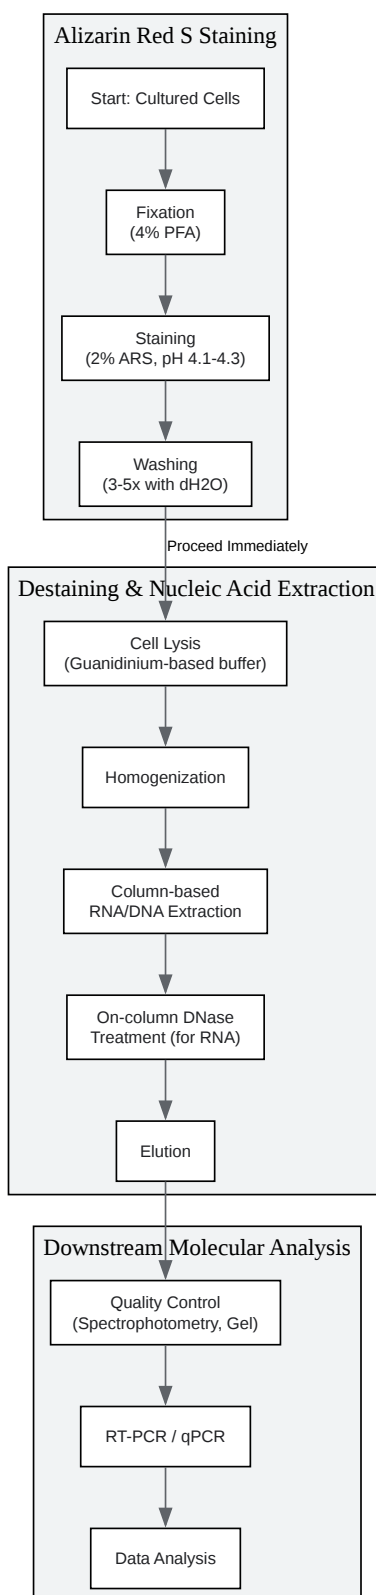 Alizarin Red S Staining
Start: Cultured Cells
Fixation
(4% PFA)
Staining
(2% ARS, pH 4.1-4.3)
Washing
(3-5x with dH2O)
Proceed Immediately
Destaining & Nucleic Acid Extraction
Cell Lysis
(Guanidinium-based buffer)
Homogenization
Column-based
RNA/DNA Extraction
On-column DNase
Treatment (for RNA)
Elution
Downstream Molecular Analysis
Quality Control
(Spectrophotometry, Gel)
RT-PCR / qPCR
Data Analysis